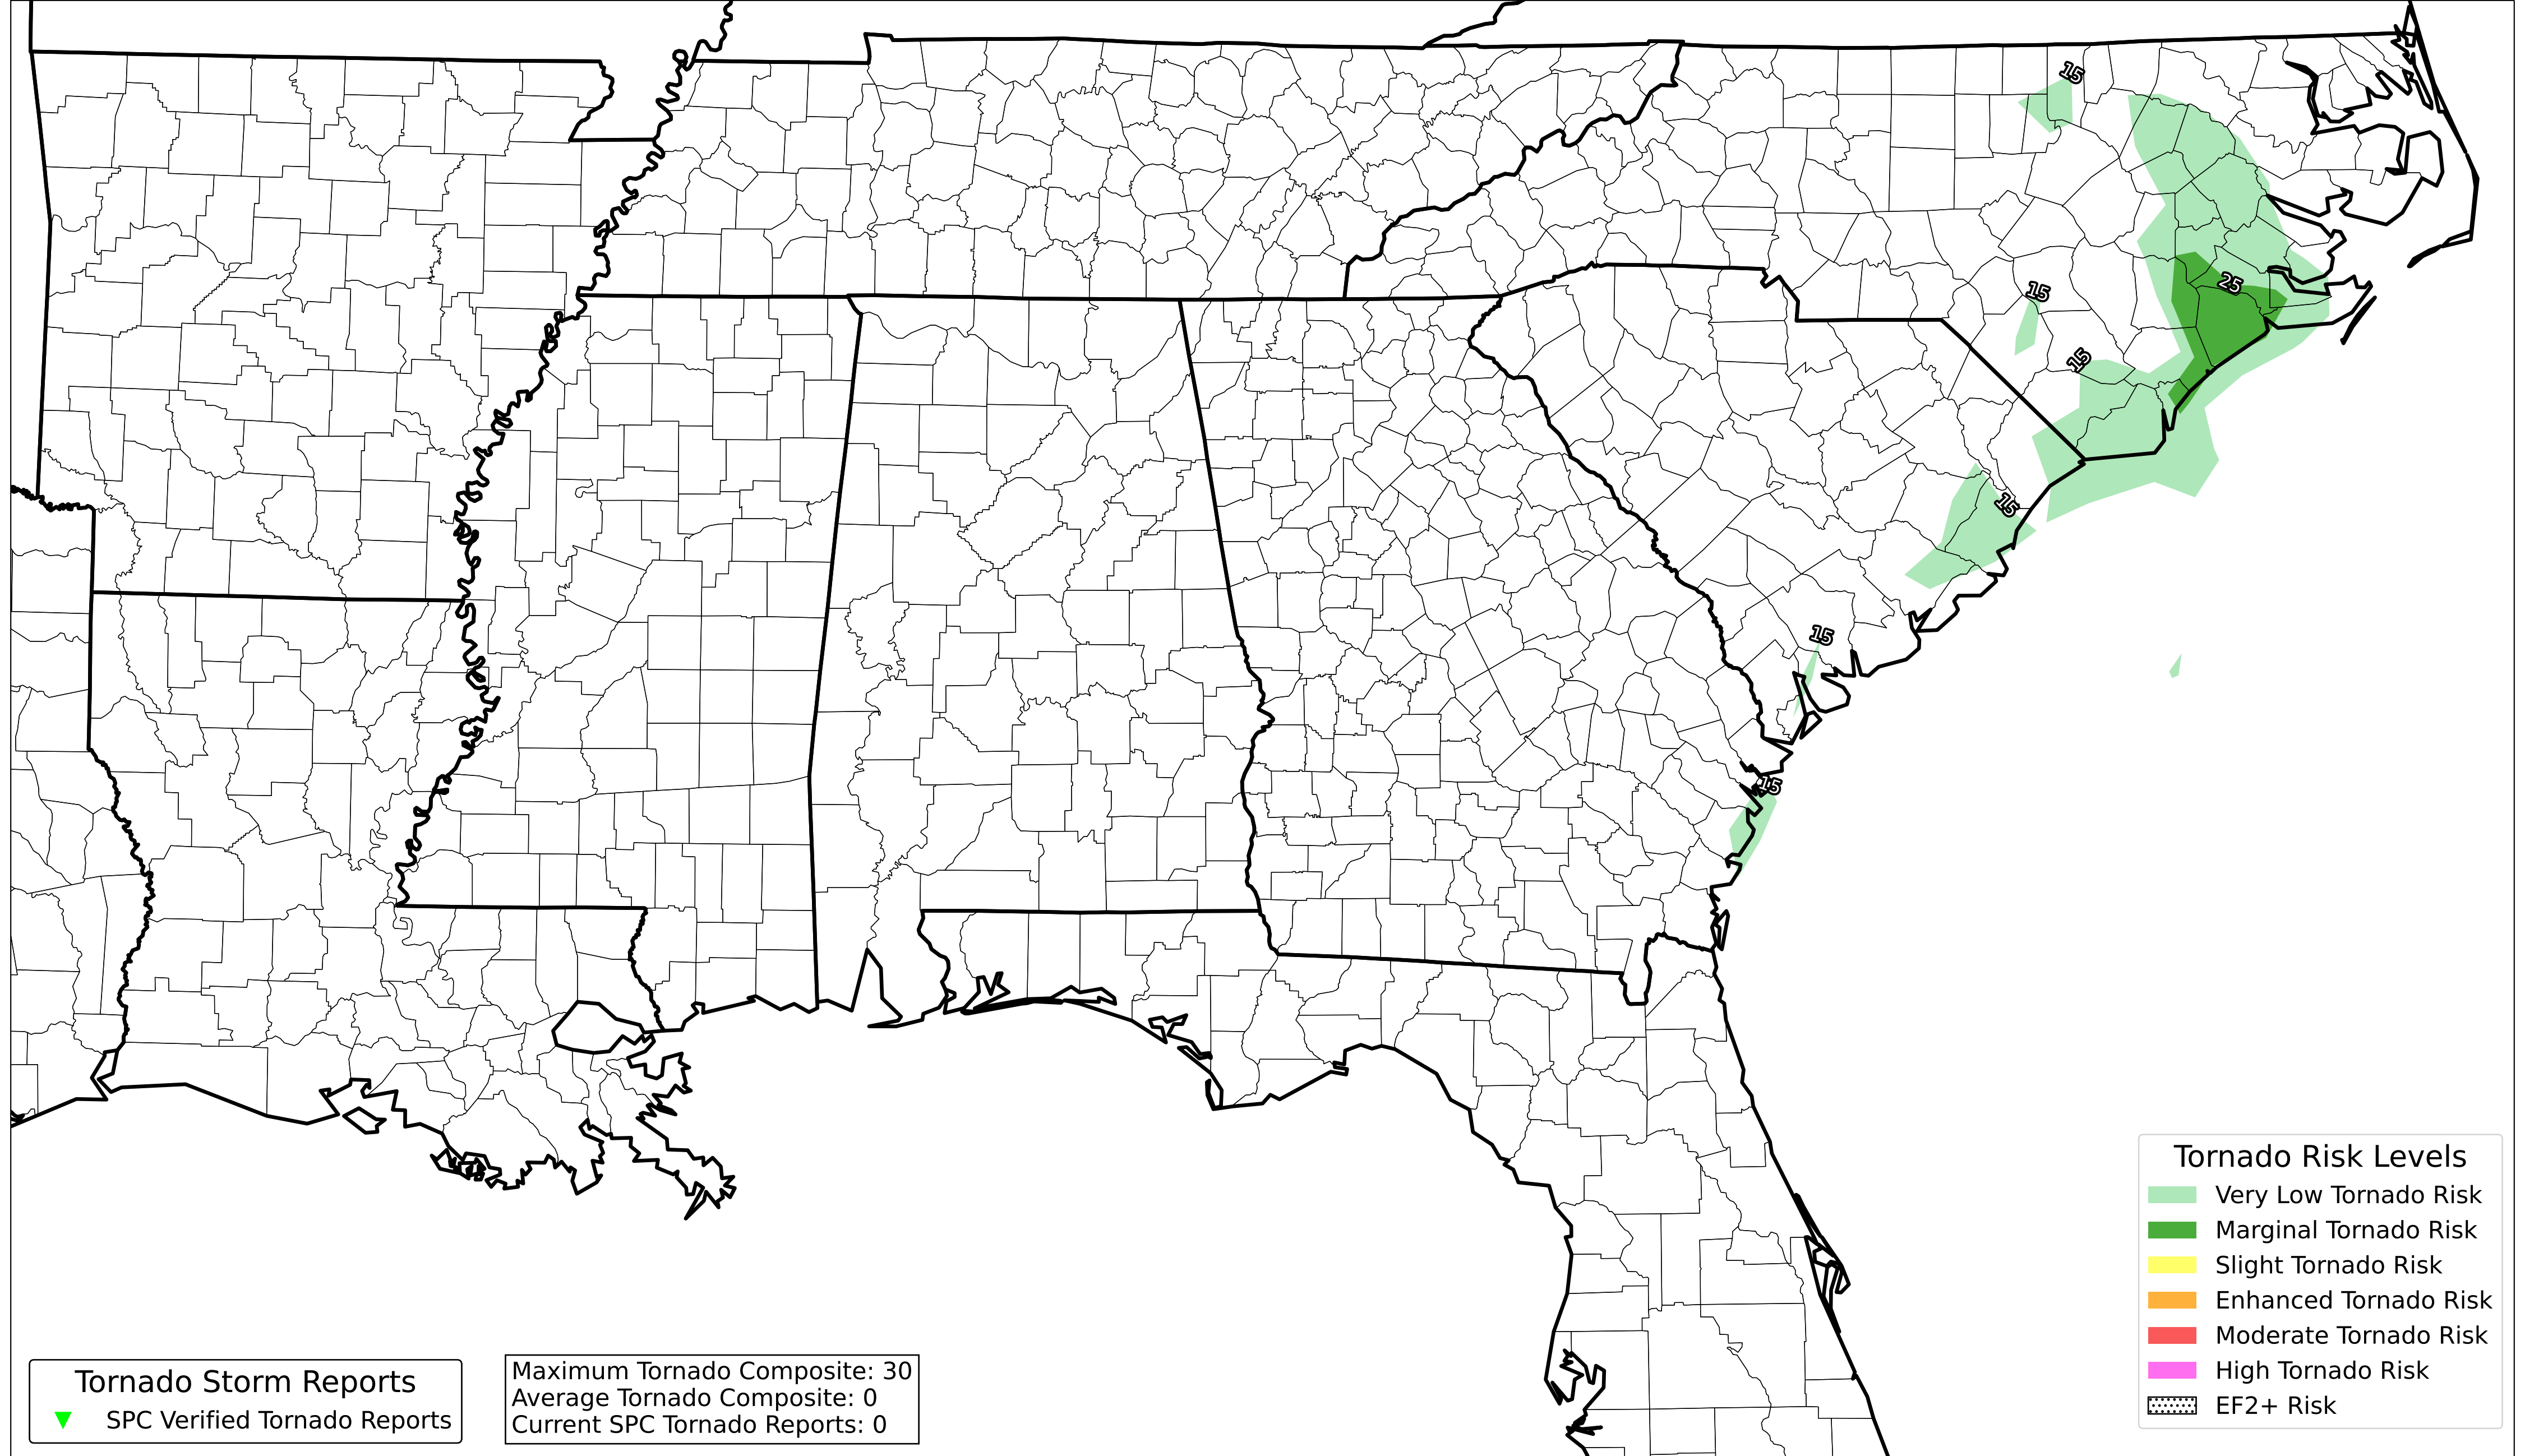 15
25
15
15
15
15
15
Tornado Risk Levels
Very Low Tornado Risk
Marginal Tornado Risk
Slight Tornado Risk
Enhanced Tornado Risk
Moderate Tornado Risk
High Tornado Risk
EF2+ Risk
Tornado Storm Reports
SPC Verified Tornado Reports
Maximum Tornado Composite: 30
Average Tornado Composite: 0
Current SPC Tornado Reports: 0